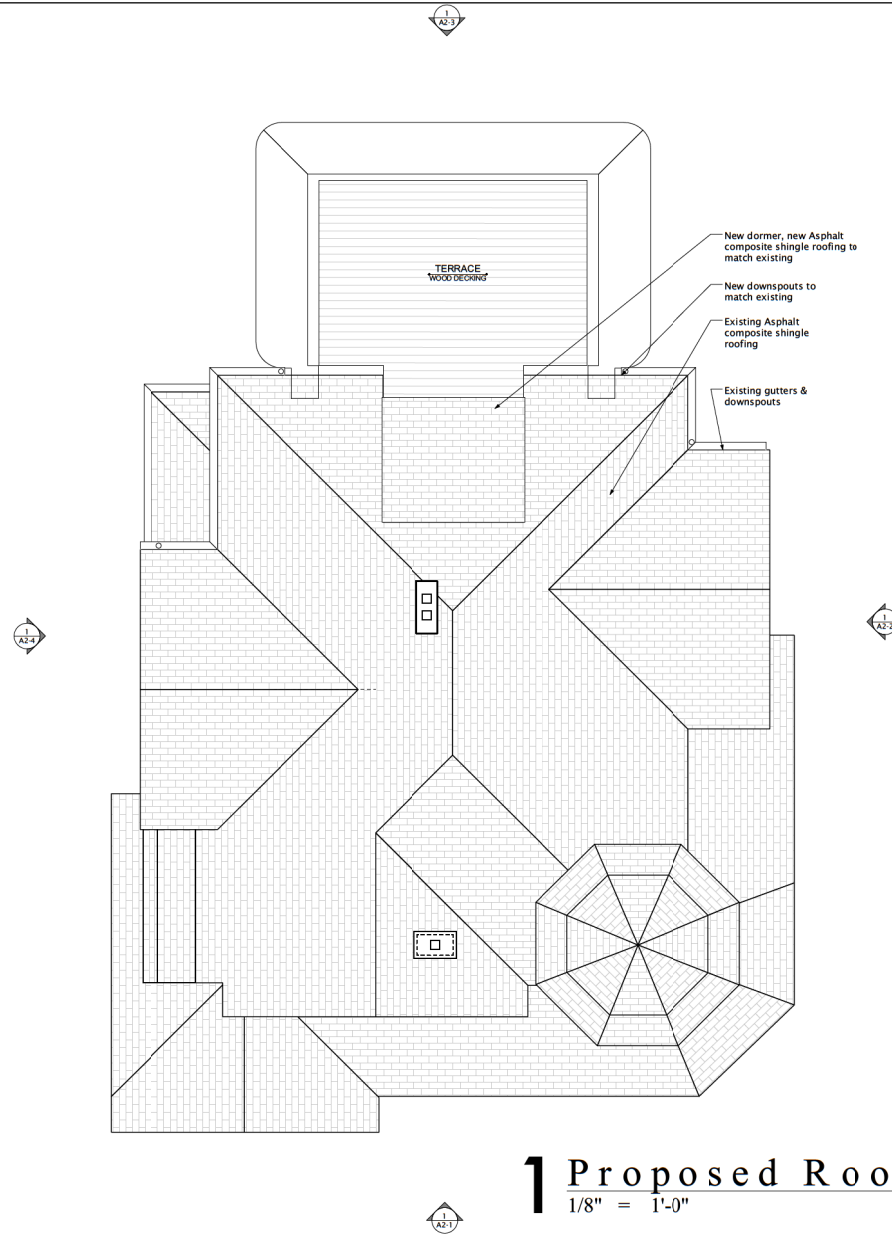 1
A2-3
New dormer, new Asphalt
composite shingle roofing to
match existing
TERRACE
WOOD DECKING
New downspouts to
match existing
Existing Asphalt
composite shingle
roofing
Existing gutters &
downspouts
1
A2-4
1
A2-2
1 Proposed Roo
1/8" = 1'-0"
1
A2-1